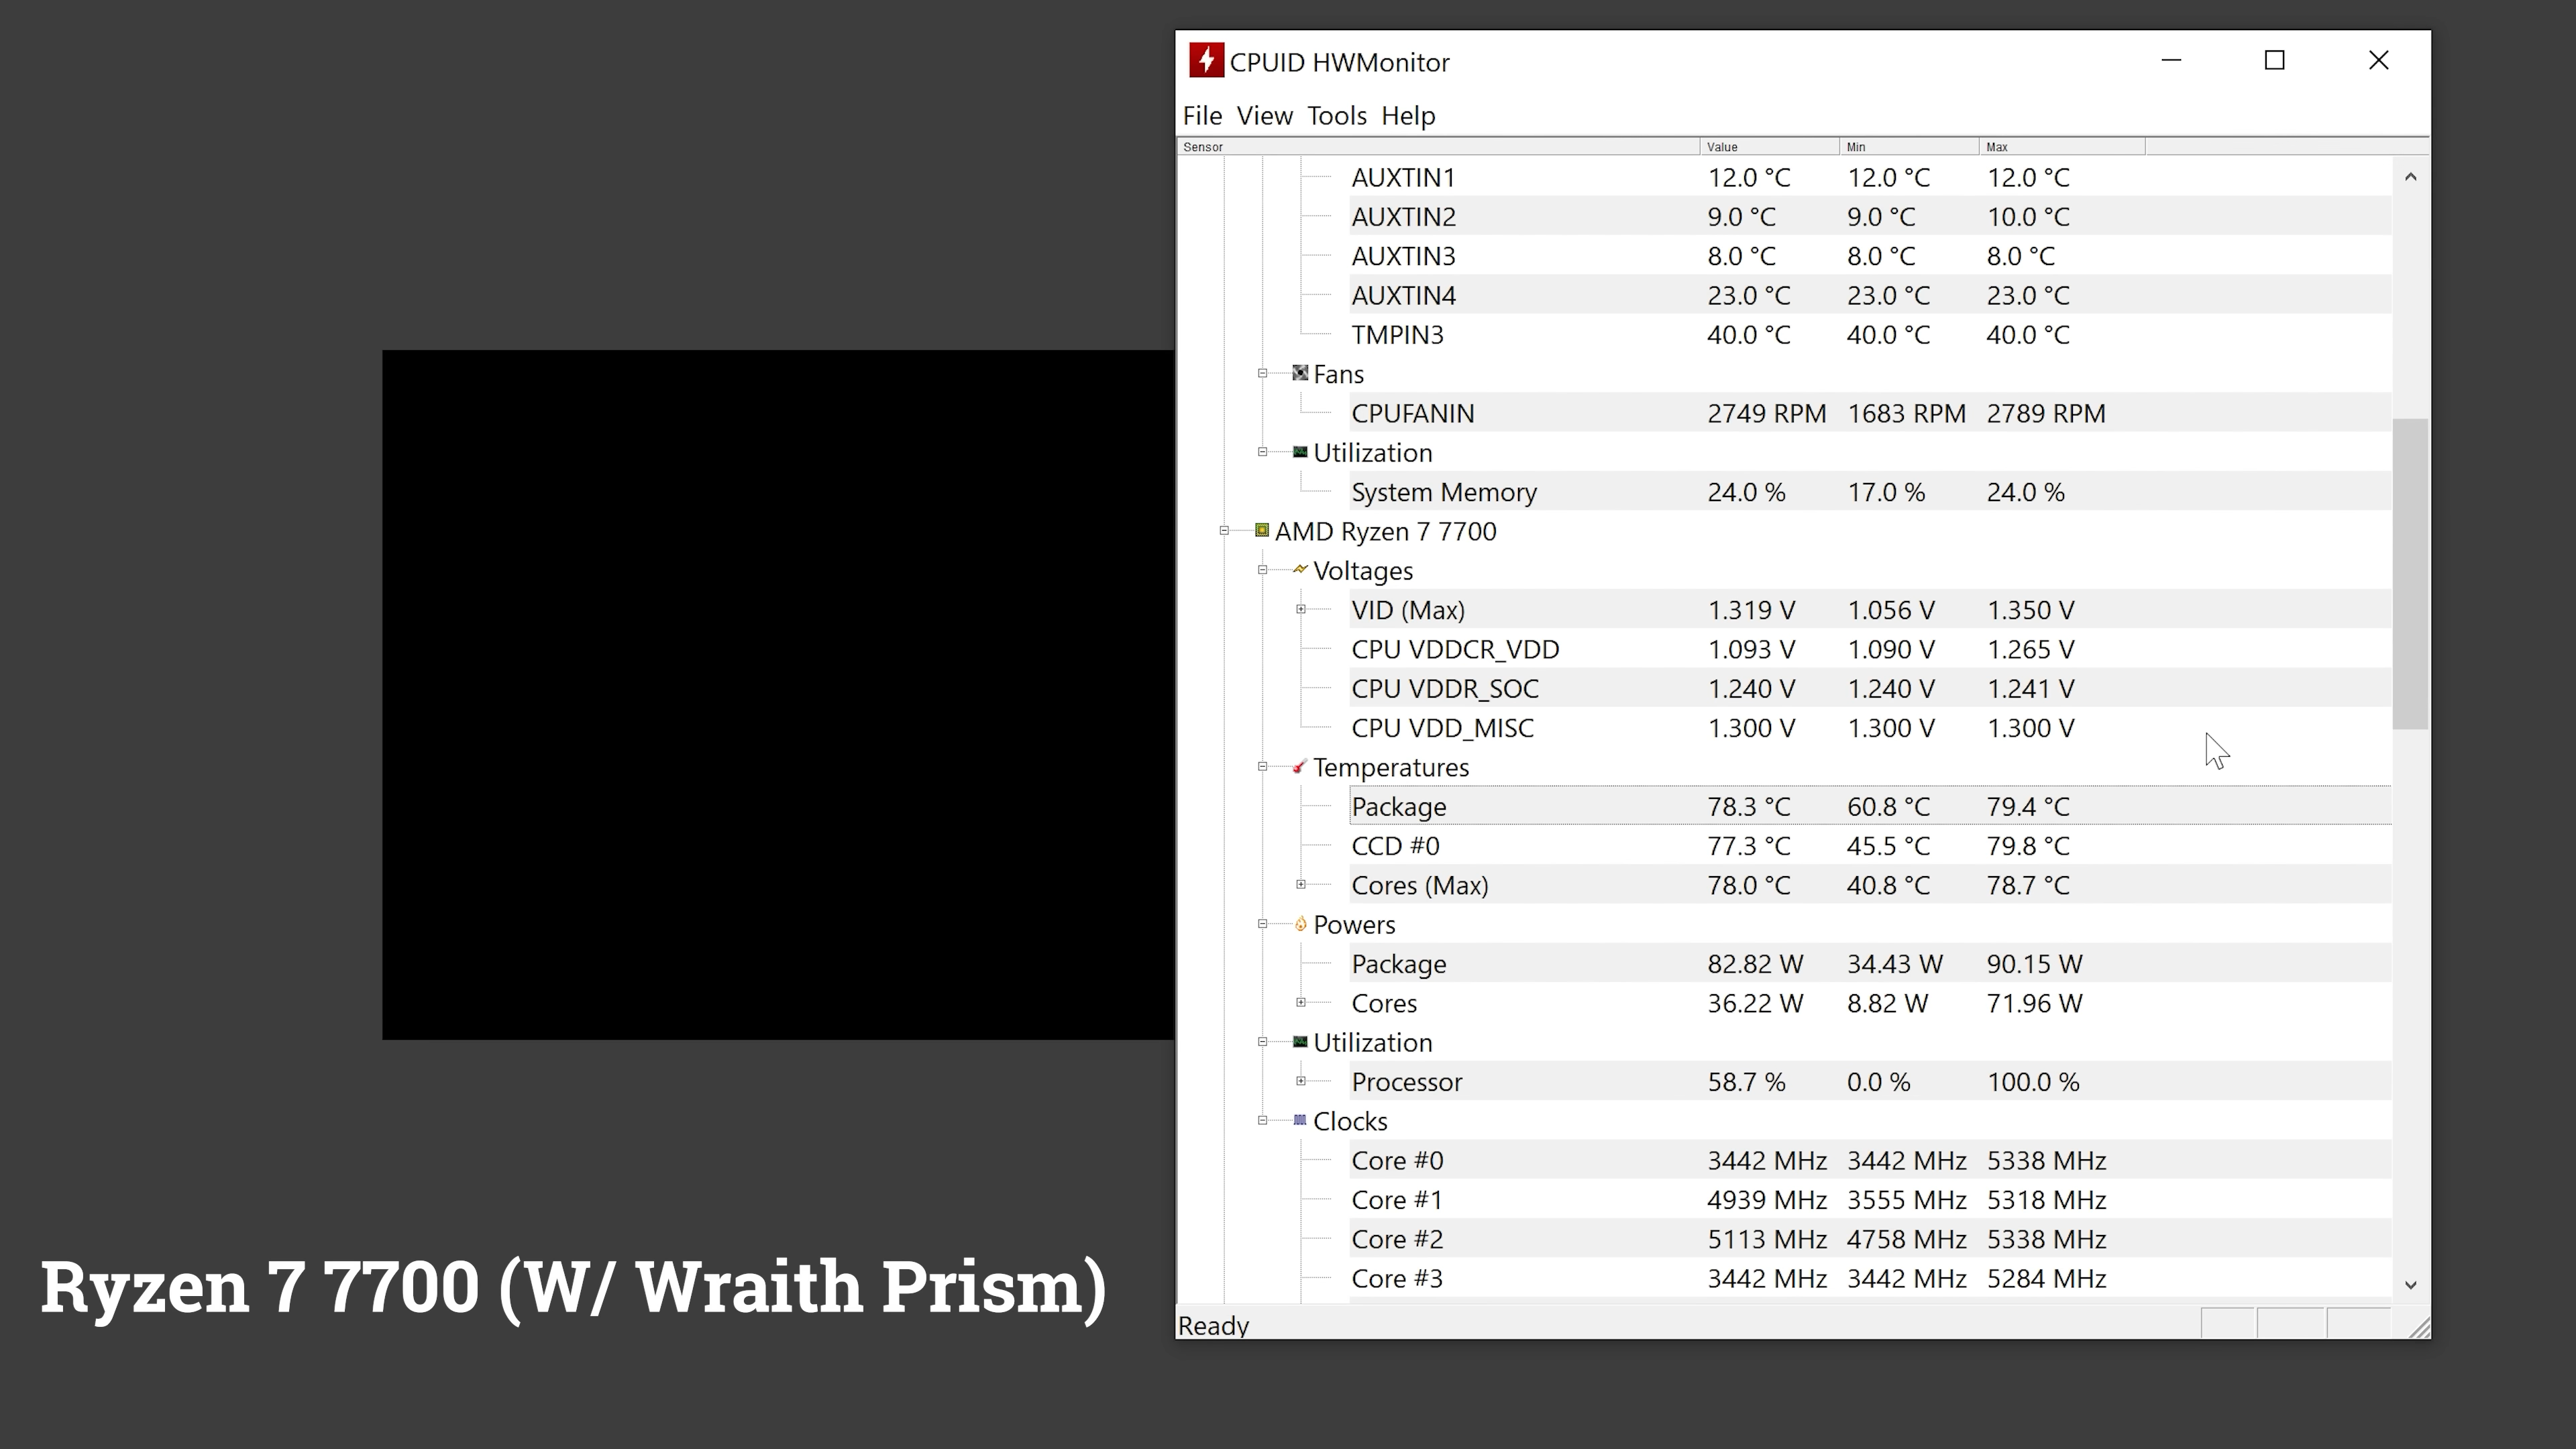 CPUID HWMonitor
File View Tools Help
Sensor Value Min Max
AUXTIN1 12.0 °C 12.0 °C 12.0 °C
AUXTIN2 9.0 °C 9.0 °C 10.0 °C
AUXTIN3 8.0 °C 8.0 °C 8.0 °C
AUXTIN4 23.0 °C 23.0 °C 23.0 °C
TMPIN3 40.0 °C 40.0 °C 40.0 °C
Fans
CPUFANIN 2749 RPM 1683 RPM 2789 RPM
Utilization
System Memory 24.0 % 17.0 % 24.0 %
AMD Ryzen 7 7700
Voltages
VID (Max) 1.319 V 1.056 V 1.350 V
CPU VDDCR_VDD 1.093 V 1.090 V 1.265 V
CPU VDDR_SOC 1.240 V 1.240 V 1.241 V
CPU VDD_MISC 1.300 V 1.300 V 1.300 V
Temperatures
Package 78.3 °C 60.8 °C 79.4 °C
CCD #0 77.3 °C 45.5 °C 79.8 °C
Cores (Max) 78.0 °C 40.8 °C 78.7 °C
Powers
Package 82.82 W 34.43 W 90.15 W
Cores 36.22 W 8.82 W 71.96 W
Utilization
Processor 58.7 % 0.0 % 100.0 %
Clocks
Core #0 3442 MHz 3442 MHz 5338 MHz
Core #1 4939 MHz 3555 MHz 5318 MHz
Core #2 5113 MHz 4758 MHz 5338 MHz
Core #3 3442 MHz 3442 MHz 5284 MHz
Ready
Ryzen 7 7700 (W/ Wraith Prism)